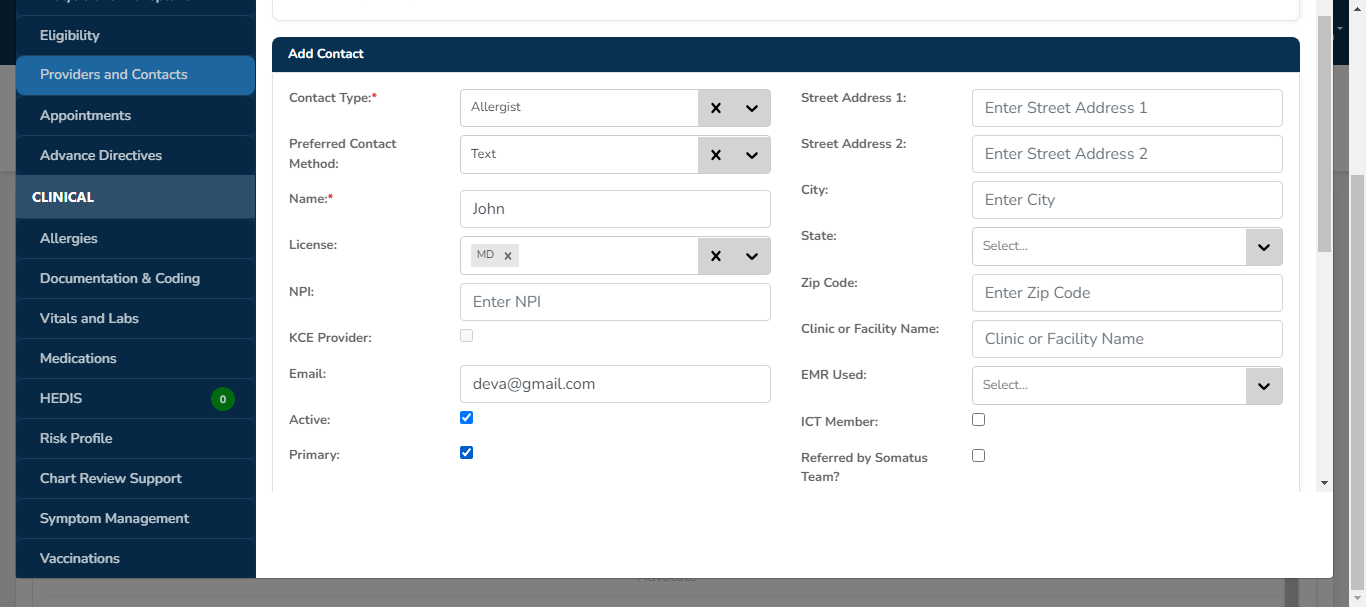 Eligibility
Providers and Contacts
Appointments
Advance Directives
CLINICAL
Allergies
Documentation & Coding
Vitals and Labs
Medications
HEDIS 0
Risk Profile
Chart Review Support
Symptom Management
Vaccinations
Add Contact
Contact Type:*
Allergist
Preferred Contact
Method:
Text
Name:*
John
License:
MD
NPI:
Enter NPI
KCE Provider:
Email:
deva@gmail.com
Active:
Primary:
Street Address 1:
Enter Street Address 1
Street Address 2:
Enter Street Address 2
City:
Enter City
State:
Select...
Zip Code:
Enter Zip Code
Clinic or Facility Name:
Clinic or Facility Name
EMR Used:
Select...
ICT Member:
Referred by Somatus
Team?
Advocate